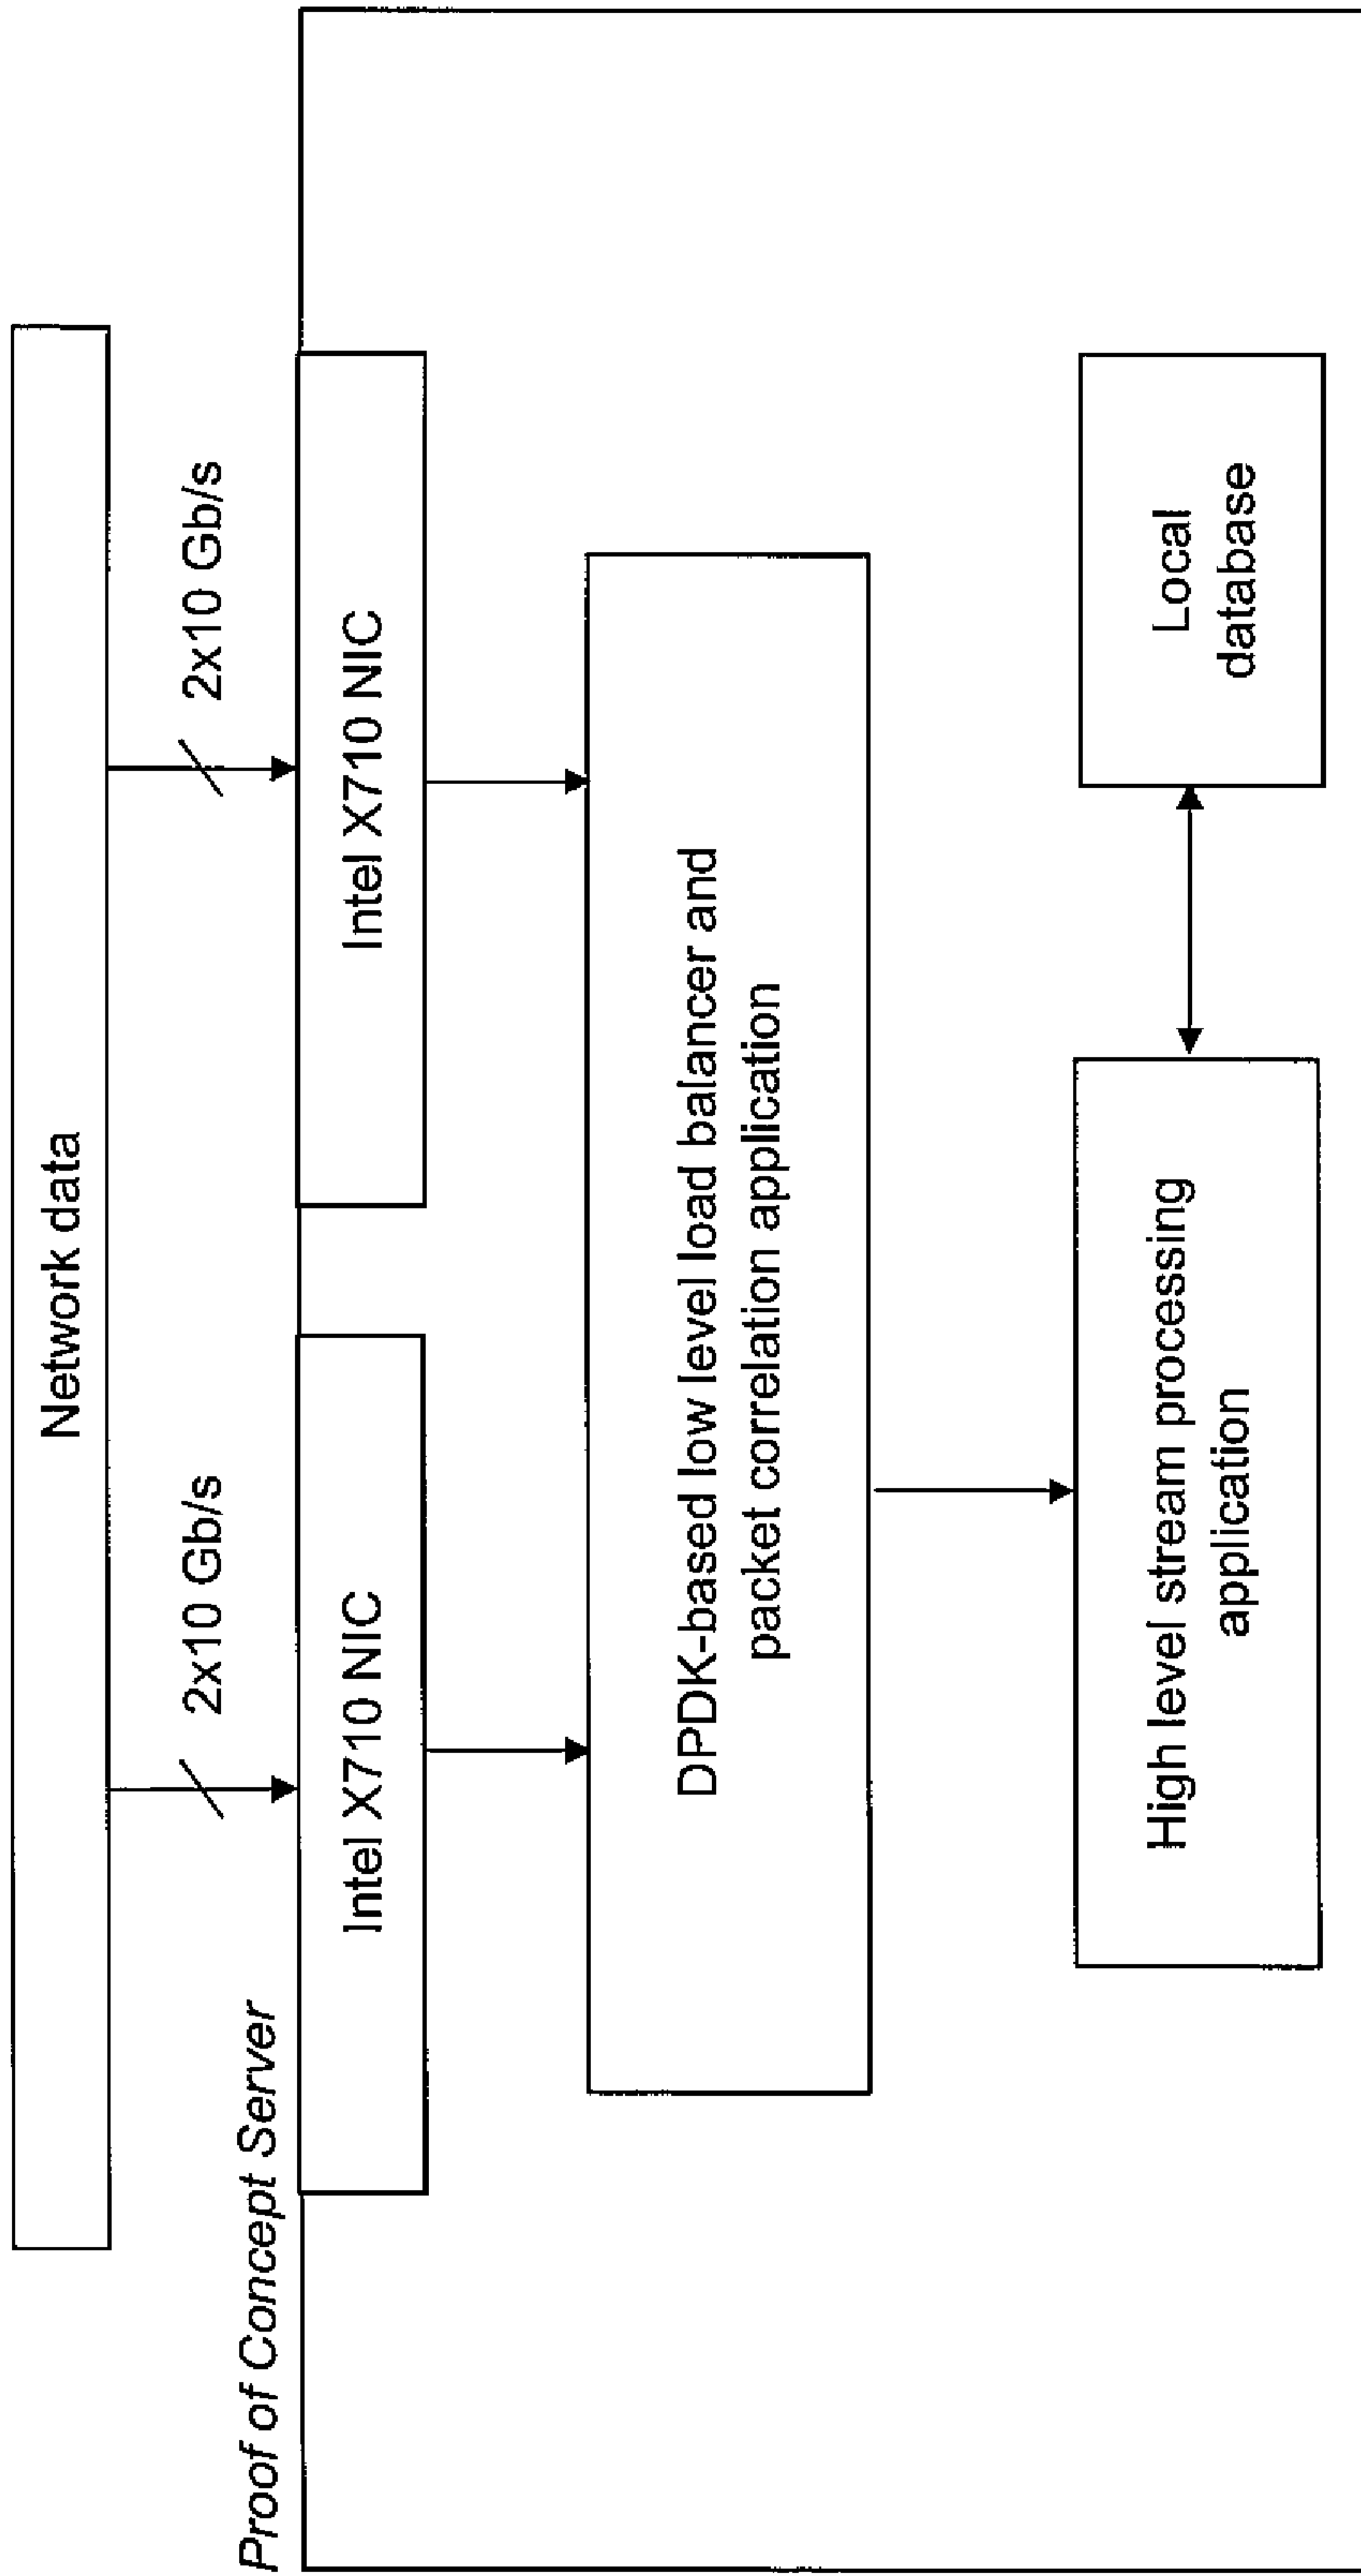 Network data
2x10 Gb/s
2x10 Gb/s
Proof of Concept Server
Intel X710 NIC
Intel X710 NIC
DPDK-based low level load balancer and
packet correlation application
High level stream processing
application
Local
database